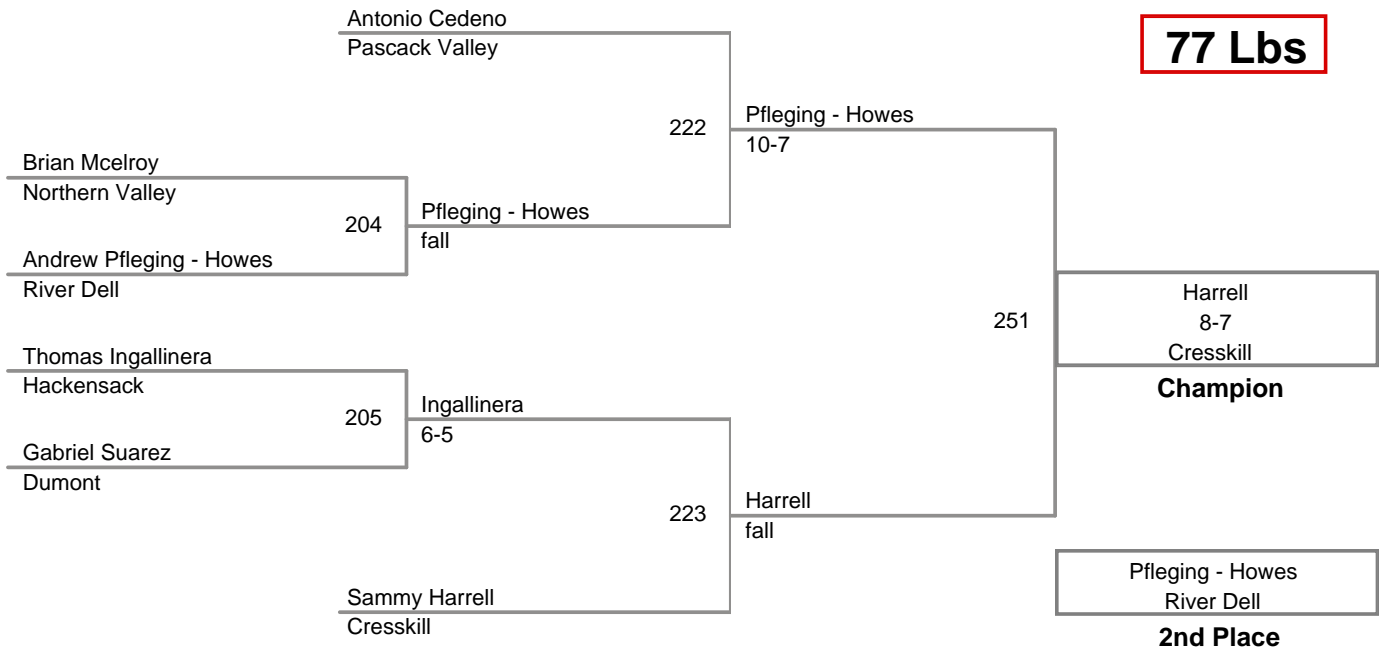 Antonio Cedeno
Pascack Valley
77 Lbs
222
Pfleging - Howes
10-7
Brian Mcelroy
Northern Valley
204
Pfleging - Howes
fall
Andrew Pfleging - Howes
River Dell
251
Harrell
8-7
Cresskill
Champion
Thomas Ingallinera
Hackensack
205
Ingallinera
6-5
Gabriel Suarez
Dumont
223
Harrell
fall
Sammy Harrell
Cresskill
Pfleging - Howes
River Dell
2nd Place